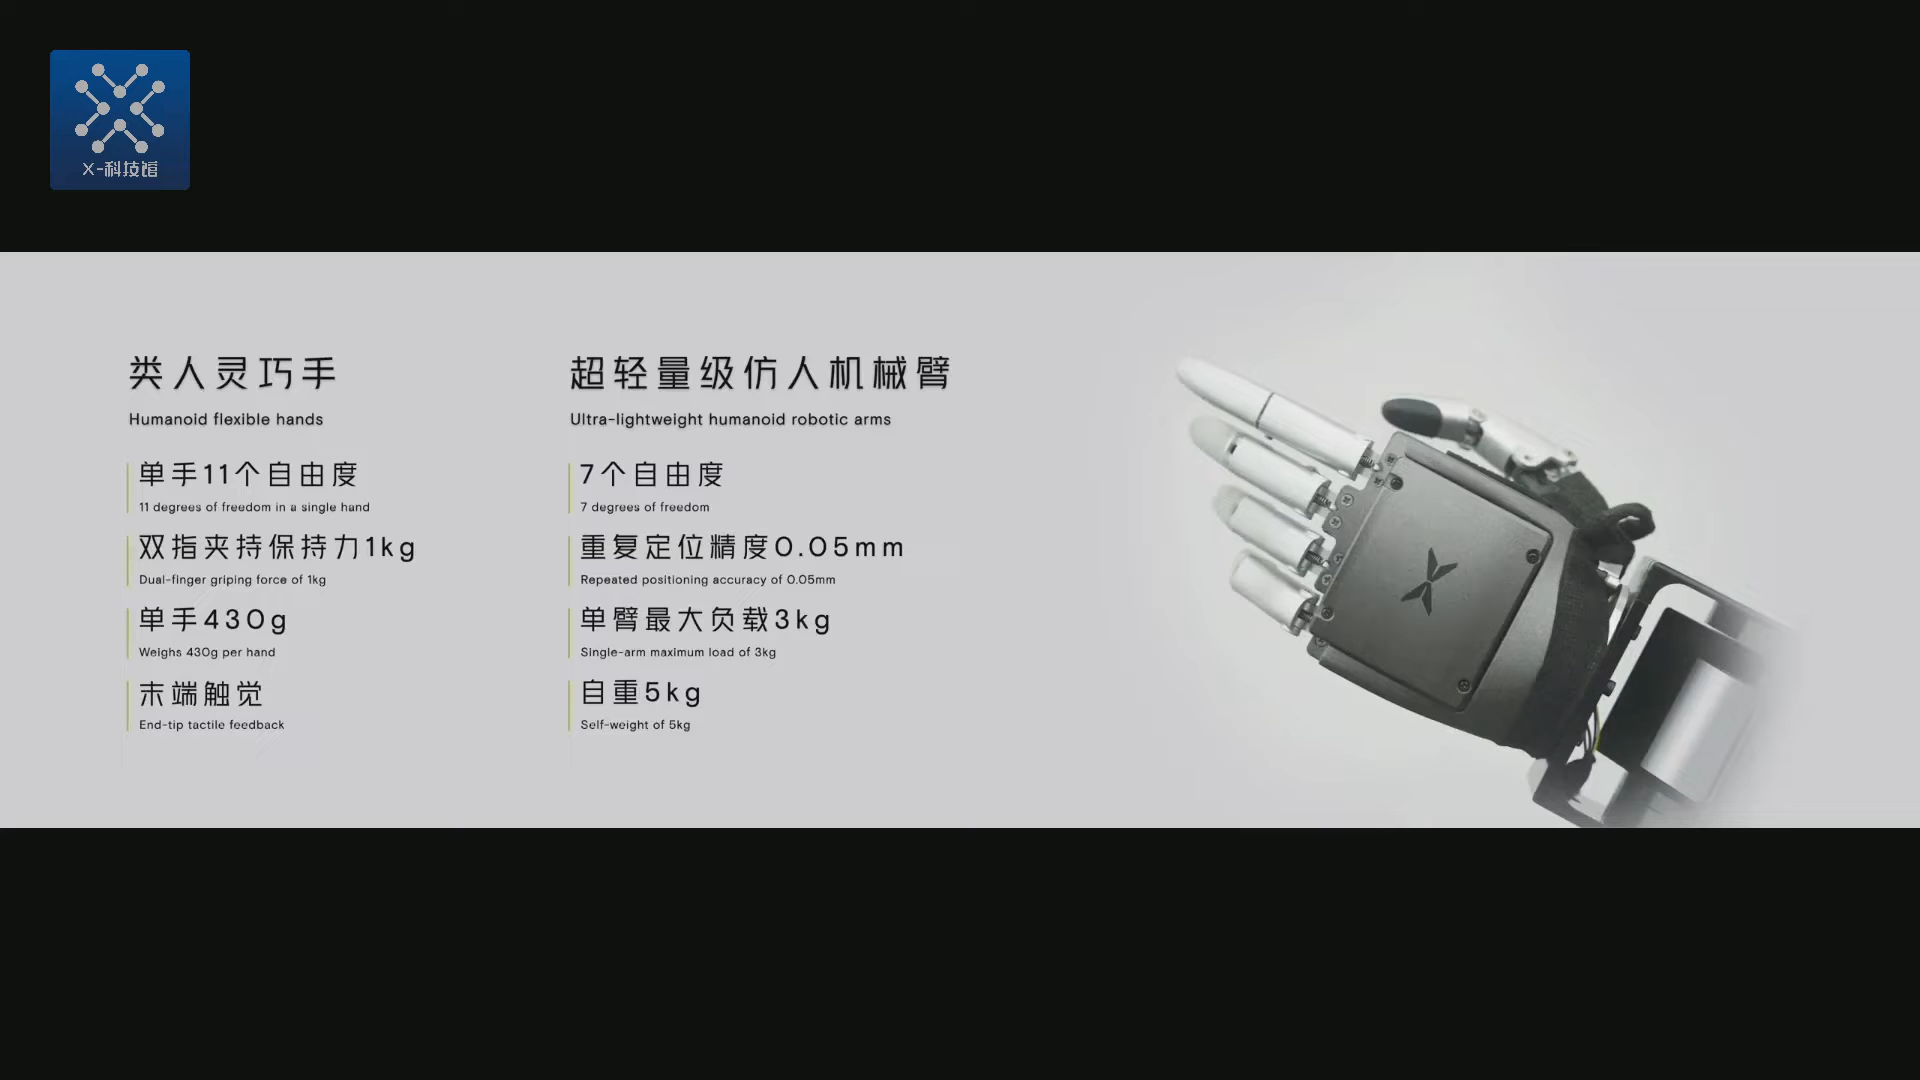 X-科技馆
类人灵巧手
Humanoid flexible hands
单手11个自由度
11 degrees of freedom in a single hand
双指夹持保持力1kg
Dual-finger griping force of 1kg
单手430g
Weighs 430g per hand
末端触觉
End-tip tactile feedback
超轻量级仿人机械臂
Ultra-lightweight humanoid robotic arms
7个自由度
7 degrees of freedom
重复定位精度0.05mm
Repeated positioning accuracy of 0.05mm
单臂最大负载3kg
Single-arm maximum load of 3kg
自重5kg
Self-weight of 5kg